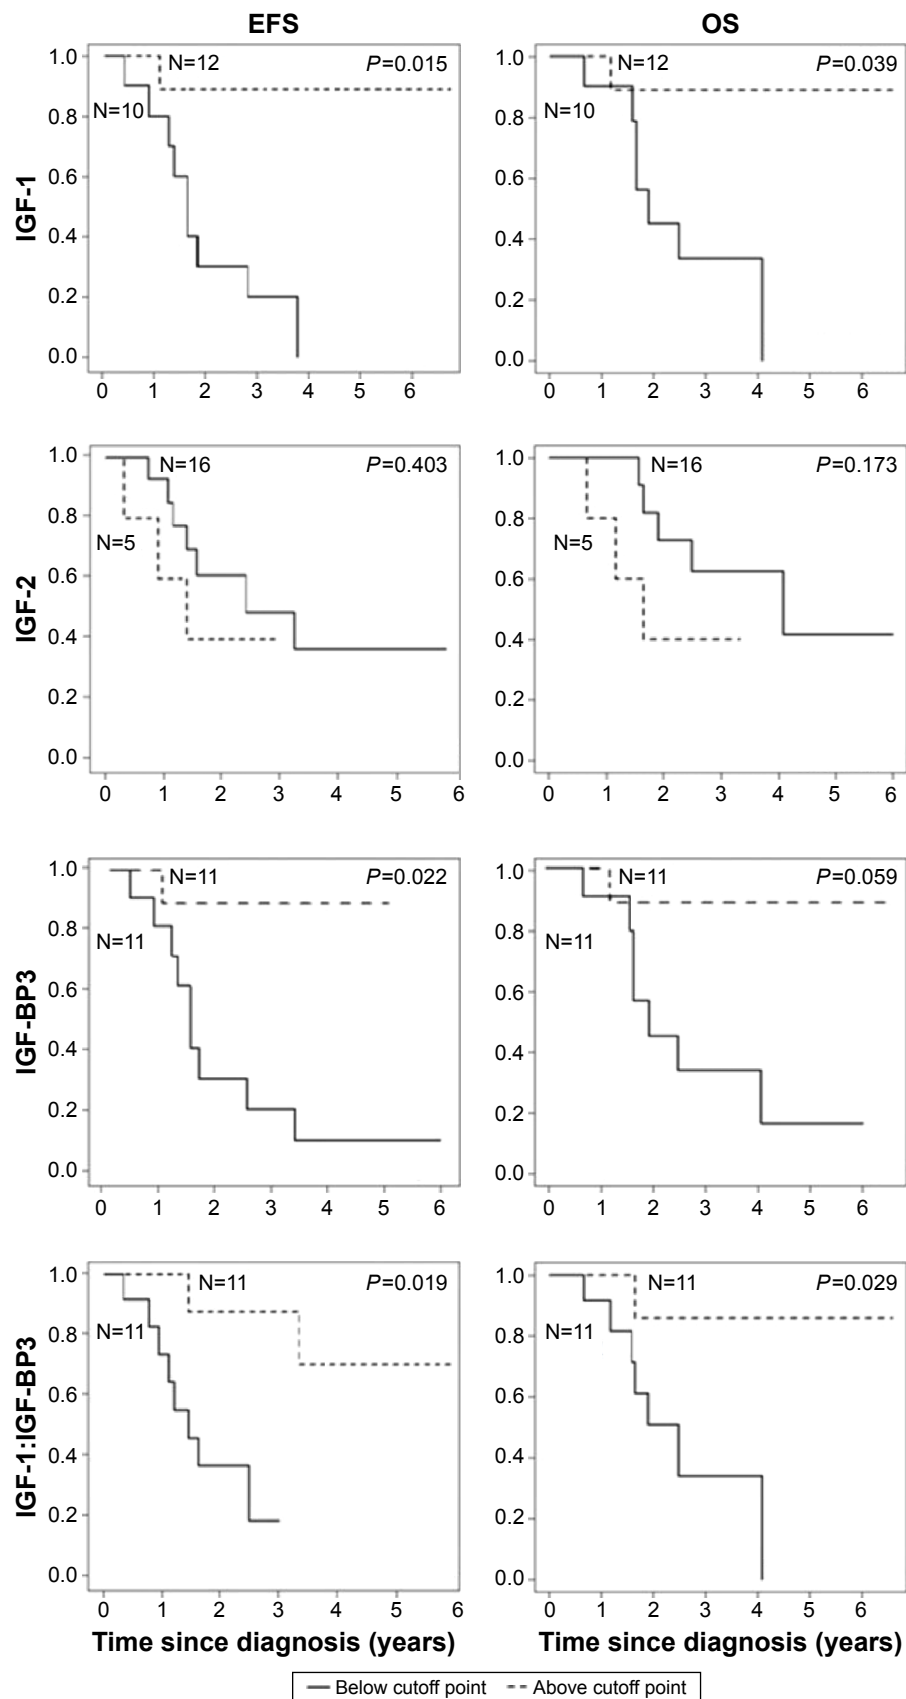 EFS
OS
IGF-1
1.0
0.8
0.6
0.4
0.2
0.0
N=12
P=0.015
N=10
0 1 2 3 4 5 6
1.0
0.8
0.6
0.4
0.2
0.0
N=12
P=0.039
N=10
0 1 2 3 4 5 6
IGF-2
1.0
0.8
0.6
0.4
0.2
0.0
N=16
P=0.403
N=5
0 1 2 3 4 5 6
1.0
0.8
0.6
0.4
0.2
0.0
N=16
P=0.173
N=5
0 1 2 3 4 5 6
IGF-BP3
1.0
0.8
0.6
0.4
0.2
0.0
N=11
P=0.022
N=11
0 1 2 3 4 5 6
1.0
0.8
0.6
0.4
0.2
0.0
N=11
P=0.059
N=11
0 1 2 3 4 5 6
IGF-1:IGF-BP3
1.0
0.8
0.6
0.4
0.2
0.0
N=11
P=0.019
N=11
0 1 2 3 4 5 6
Time since diagnosis (years)
1.0
0.8
0.6
0.4
0.2
0.0
N=11
P=0.029
N=11
0 1 2 3 4 5 6
Time since diagnosis (years)
Below cutoff point
Above cutoff point